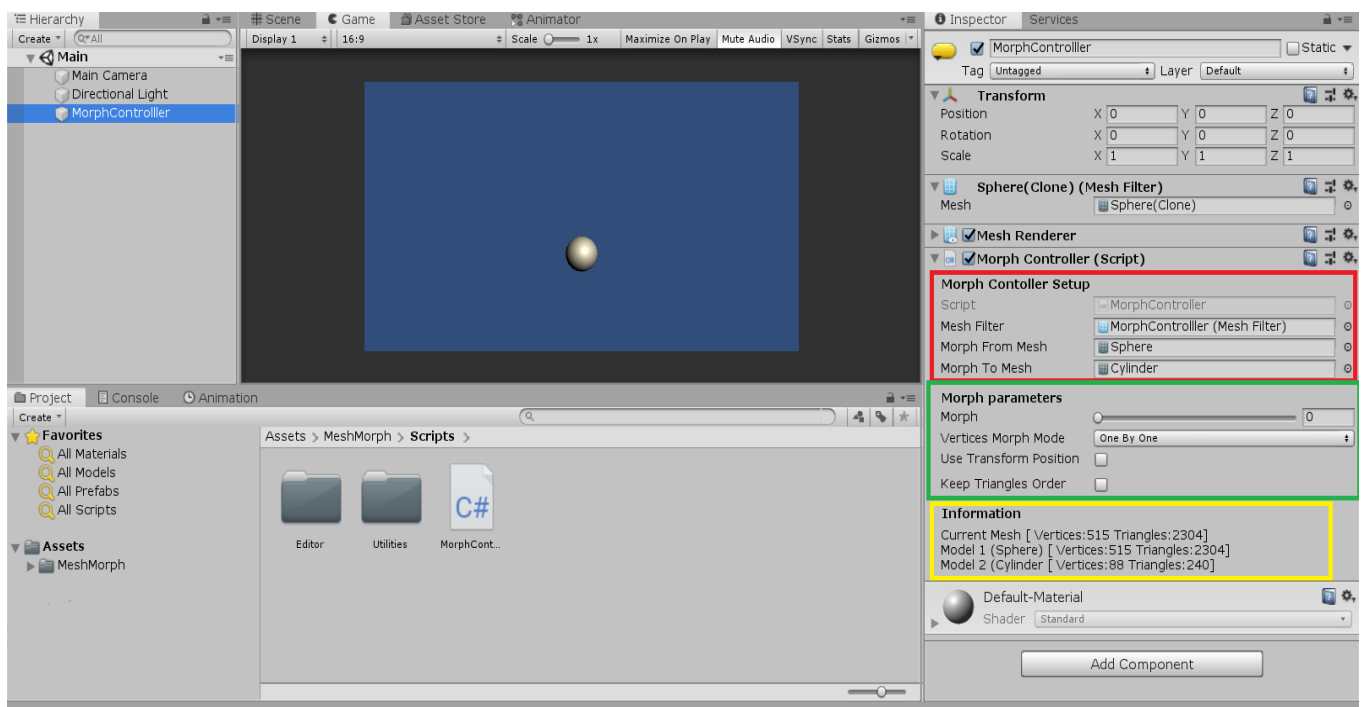 Hierarchy
Create
All
Main
Main Camera
Directional Light
MorphControlller
Scene Game Asset Store Animator
Display 1 16:9 Scale 1x Maximize On Play Mute Audio VSync Stats Gizmos
Project Console Animation
Create
Favorites
All Materials
All Models
All Prefabs
All Scripts
Assets
MeshMorph
Assets > MeshMorph > Scripts >
C#
Editor Utilities MorphCont...
Inspector Services
MorphControlller Static
Tag Untagged Layer Default
Transform
Position X 0 Y 0 Z 0
Rotation X 0 Y 0 Z 0
Scale X 1 Y 1 Z 1
Sphere(Clone) (Mesh Filter)
Mesh Sphere(Clone)
Mesh Renderer
Morph Controller (Script)
Morph Contoller Setup
Script MorphController
Mesh Filter MorphControlller (Mesh Filter)
Morph From Mesh Sphere
Morph To Mesh Cylinder
Morph parameters
Morph 0
Vertices Morph Mode One By One
Use Transform Position
Keep Triangles Order
Information
Current Mesh [ Vertices:515 Triangles:2304]
Model 1 (Sphere) [ Vertices:515 Triangles:2304]
Model 2 (Cylinder [ Vertices:88 Triangles:240]
Default-Material
Shader Standard
Add Component